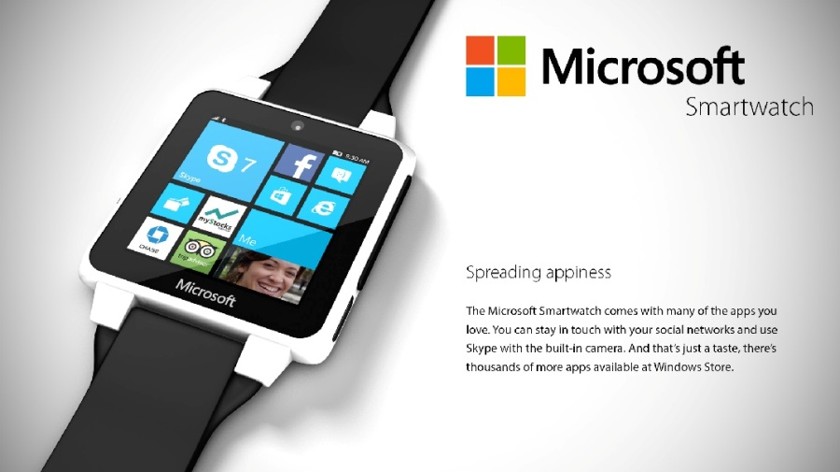 Microsoft
Smartwatch
9:30 AM
Skype
7
myStocks
Me
CHASE
tripadvisor
Microsoft
Spreading appiness
The Microsoft Smartwatch comes with many of the apps you
love. You can stay in touch with your social networks and use
Skype with the built-in camera. And that's just a taste, there's
thousands of more apps available at Windows Store.